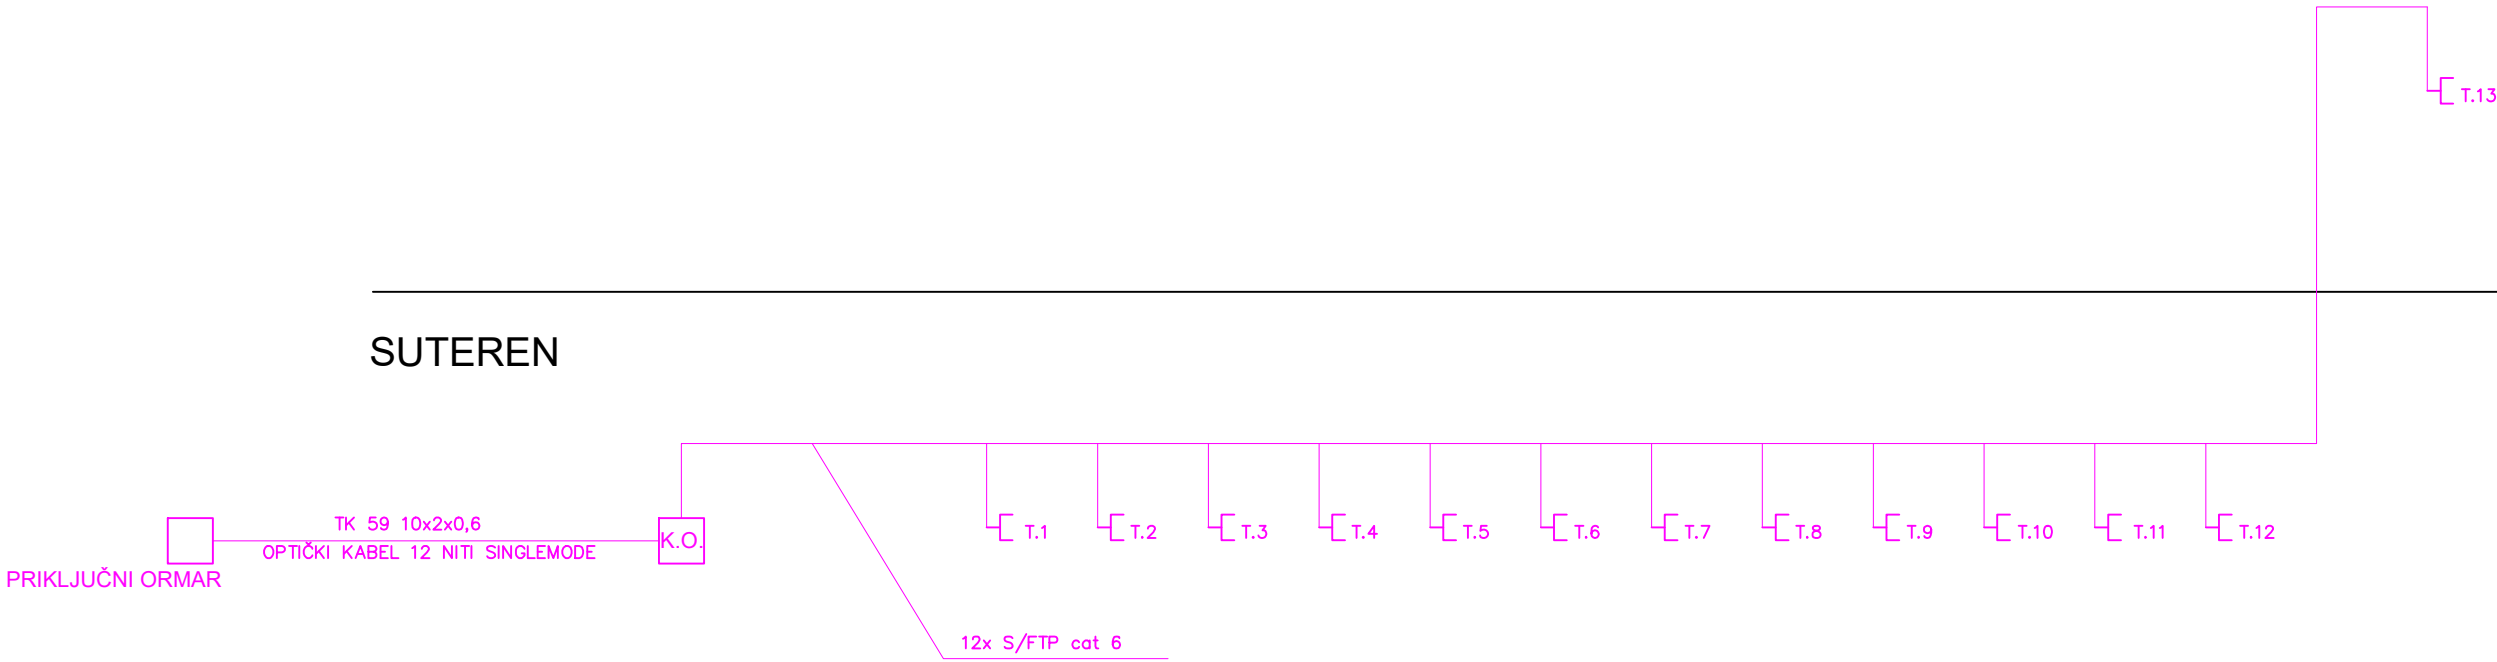 T.13
SUTEREN
TK 59 10x2x0,6
OPTIČKI KABEL 12 NITI SINGLEMODE
PRIKLJUČNI ORMAR
K.O.
T.1
T.2
T.3
T.4
T.5
T.6
T.7
T.8
T.9
T.10
T.11
T.12
12x S/FTP cat 6